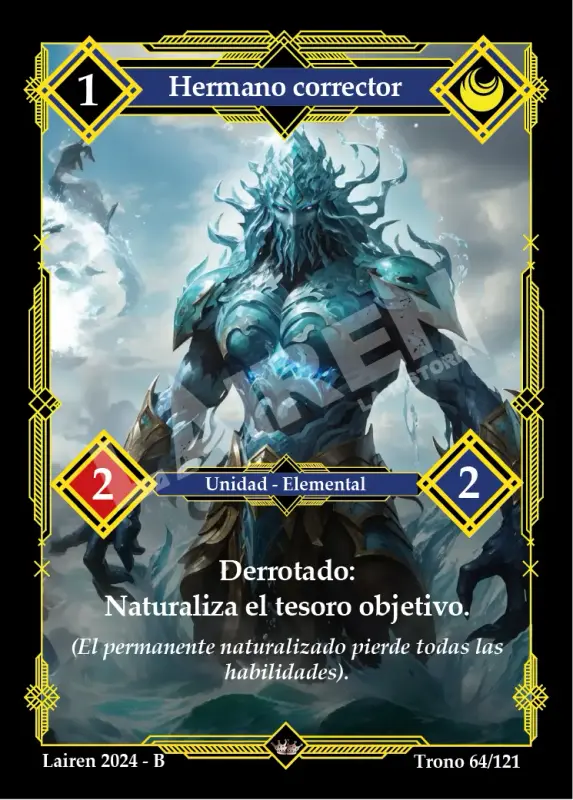 1
Hermano corrector
LAIREN
2
Unidad - Elemental
2
Derrotado:
Naturaliza el tesoro objetivo.
(El permanente naturalizado pierde todas las
habilidades).
Lairen 2024 - B
Trono 64/121